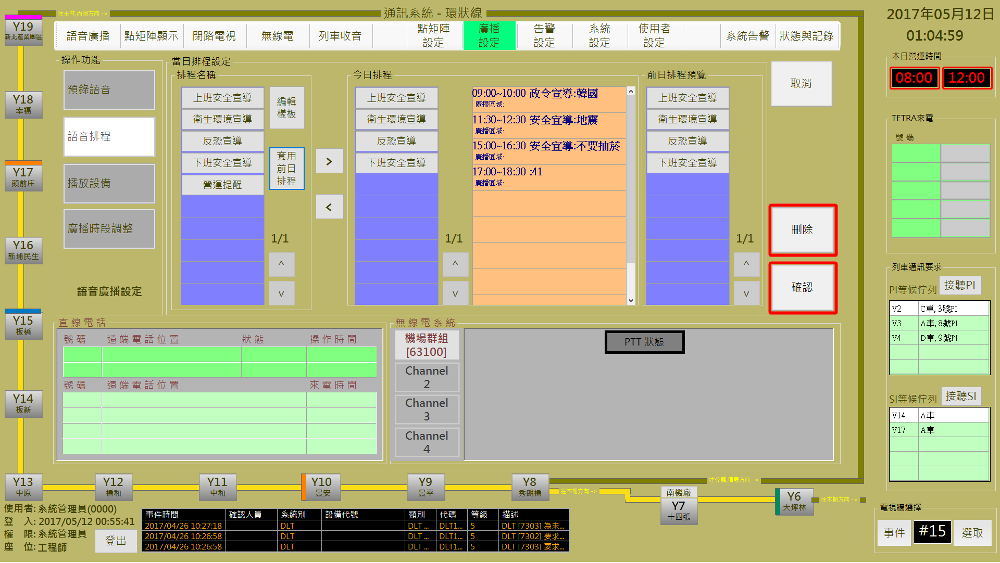 往士林,內湖方向 ->
通訊系統 - 環狀線
2017年05月12日
01:04:59
語音廣播
點矩陣顯示
閉路電視
無線電
列車收音
點矩陣
設定
廣播
設定
告警
設定
系統
設定
使用者
設定
系統告警
狀態與記錄
Y19
新北產業園區
Y18
幸福
Y17
頭前庄
Y16
新埔民生
Y15
板橋
Y14
板新
操作功能
預錄語音
語音排程
播放設備
廣播時段調整
語音廣播設定
當日排程設定
排程名稱
上班安全宣導
衛生環境宣導
反恐宣導
下班安全宣導
營運提醒
編輯
樣板
套用
前日
排程
1/1
^
v
>
<
今日排程
上班安全宣導
衛生環境宣導
反恐宣導
下班安全宣導
1/1
^
v
09:00~10:00 政令宣導:韓國
廣播區域:
11:30~12:30 安全宣導:地震
廣播區域:
15:00~16:30 安全宣導:不要抽菸
廣播區域:
17:00~18:30 :41
廣播區域:
前日排程預覽
上班安全宣導
衛生環境宣導
反恐宣導
下班安全宣導
1/1
^
v
取消
刪除
確認
本日營運時間
08:00
12:00
TETRA來電
號 碼
列車通訊要求
PI等候佇列
接聽PI
V2 C車,3號PI
V3 A車,8號PI
V4 D車,9號PI
SI等候佇列
接聽SI
V14 A車
V17 A車
直 線 電 話
號 碼 遠 端 電 話 位 置 狀 態 操 作 時 間
號 碼 遠 端 電 話 位 置 來 電 時 間
無 線 電 系 統
機場群組
[63100]
Channel
2
Channel
3
Channel
4
PTT 狀態
Y13
中原
Y12
橋和
Y11
中和
Y10
景安
Y9
景平
Y8
秀朗橋
往木柵方向 ->
往公館,信義方向 ->
南機廠
Y7
十四張
Y6
大坪林
往木柵方向 ->
使用者: 系統管理員(0000)
登 入: 2017/05/12 00:55:41
權 限: 系統管理員
座 位: 工程師
登出
事件時間 確認人員 系統別 設備代號 類別 代碼 等級 描述
2017/04/26 10:27:18 DLT DLT ... DLT1... 5 DLT [7303] 為未...
2017/04/26 10:26:58 DLT DLT ... DLT1... 5 DLT [7302] 要求...
2017/04/26 10:26:58 DLT DLT ... DLT1... 5 DLT [7303] 要求...
電視牆選擇
事件
#15
選取